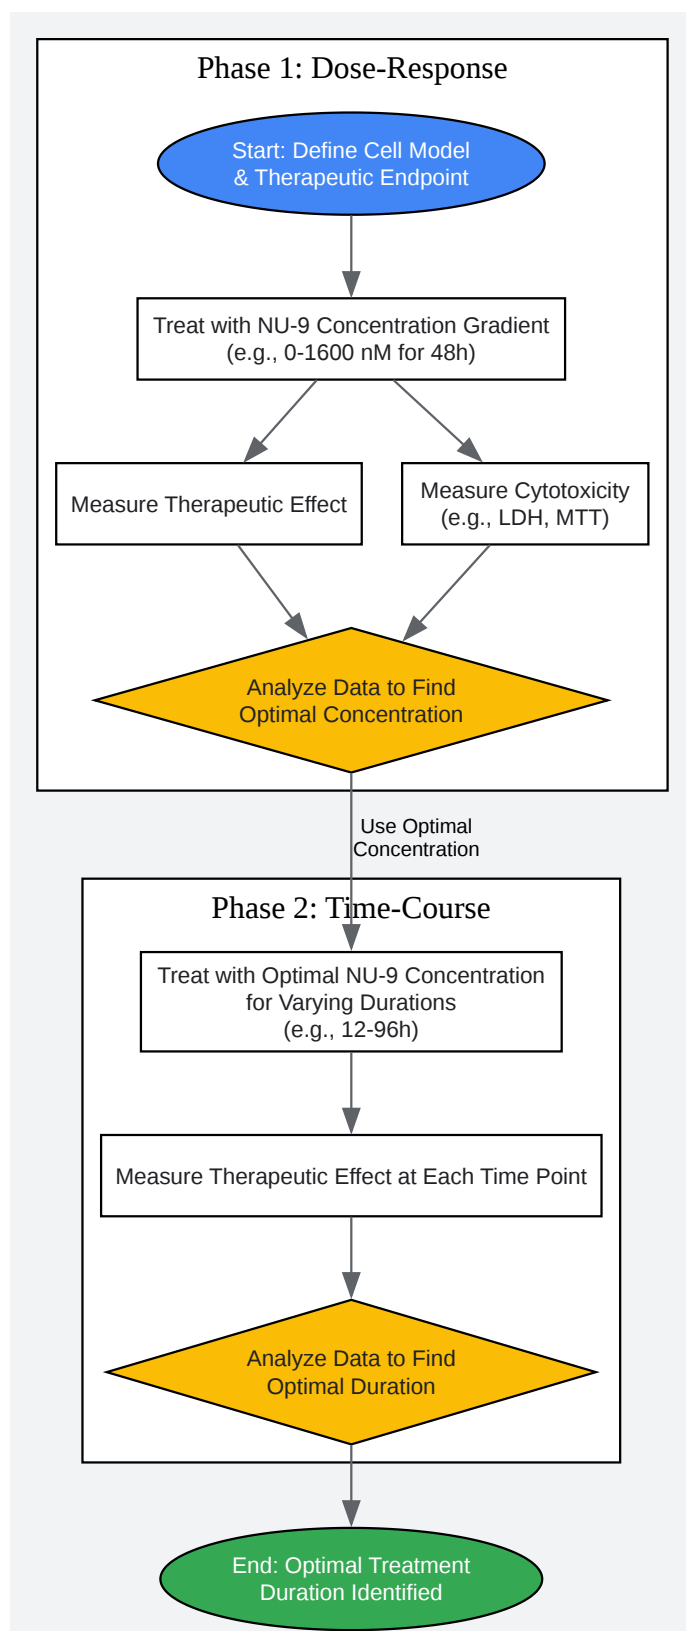 Phase 1: Dose-Response
Start: Define Cell Model
& Therapeutic Endpoint
Treat with NU-9 Concentration Gradient
(e.g., 0-1600 nM for 48h)
Measure Therapeutic Effect
Measure Cytotoxicity
(e.g., LDH, MTT)
Analyze Data to Find
Optimal Concentration
Use Optimal
Concentration
Phase 2: Time-Course
Treat with Optimal NU-9 Concentration
for Varying Durations
(e.g., 12-96h)
Measure Therapeutic Effect at Each Time Point
Analyze Data to Find
Optimal Duration
End: Optimal Treatment
Duration Identified